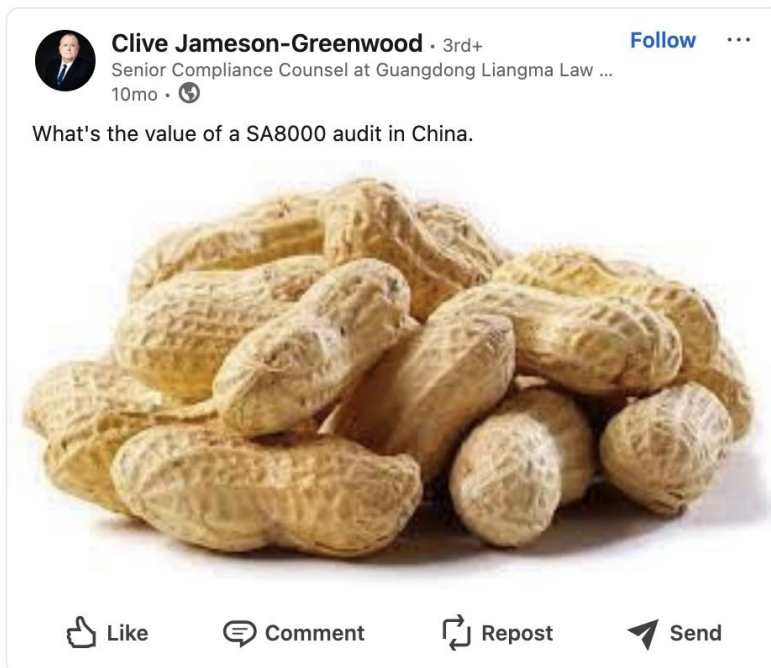 Clive Jameson-Greenwood · 3rd+
Follow ...
Senior Compliance Counsel at Guangdong Liangma Law ...
10mo ·
What's the value of a SA8000 audit in China.
Like
Comment
Repost
Send